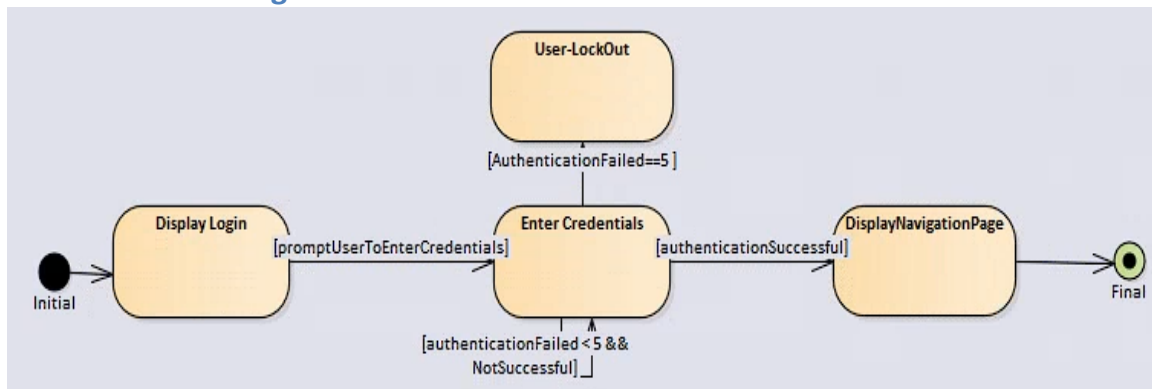 User-LockOut
[AuthenticationFailed==5 ]
Display Login
[promptUserToEnterCredentials]
Enter Credentials
[authenticationSuccessful]
DisplayNavigationPage
Initial
Final
[authenticationFailed < 5 &&
NotSuccessful]